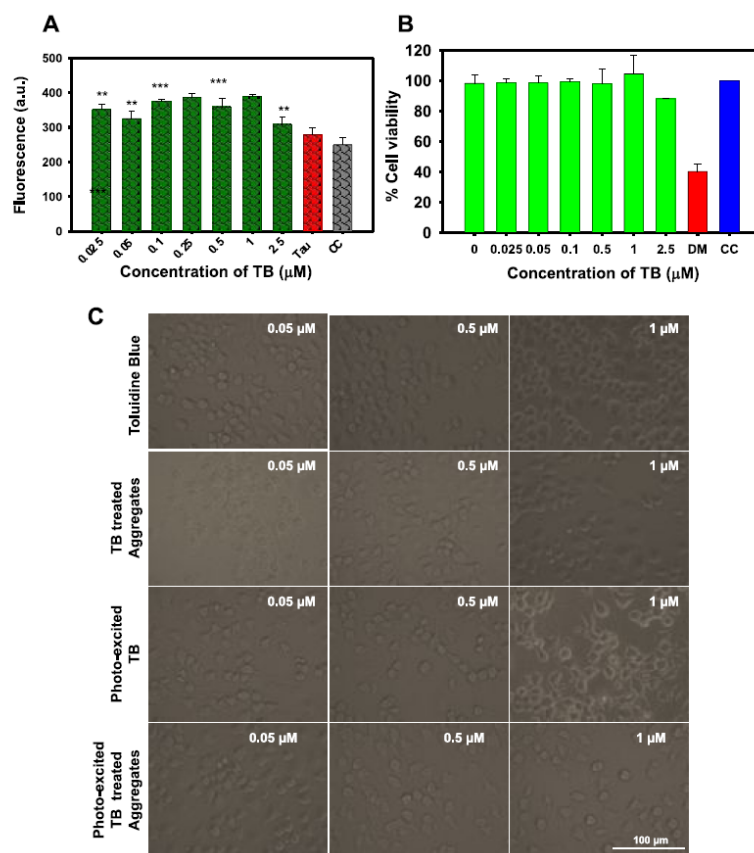 A
B
Fluorescence (a.u.)
500
400
300
200
100
0
**
**
***
***
**
***
0.025
0.05
0.1
0.25
0.5
1
2.5
Tau
CC
Concentration of TB (µM)
% Cell viability
120
100
80
60
40
20
0
0
0.025
0.05
0.1
0.5
1
2.5
DM
CC
Concentration of TB (µM)
C
Toluidine Blue
0.05 µM
0.5 µM
1 µM
TB treated
Aggregates
0.05 µM
0.5 µM
1 µM
Photo-excited
TB
0.05 µM
0.5 µM
1 µM
Photo-excited
TB treated
Aggregates
0.05 µM
0.5 µM
1 µM
100 µm